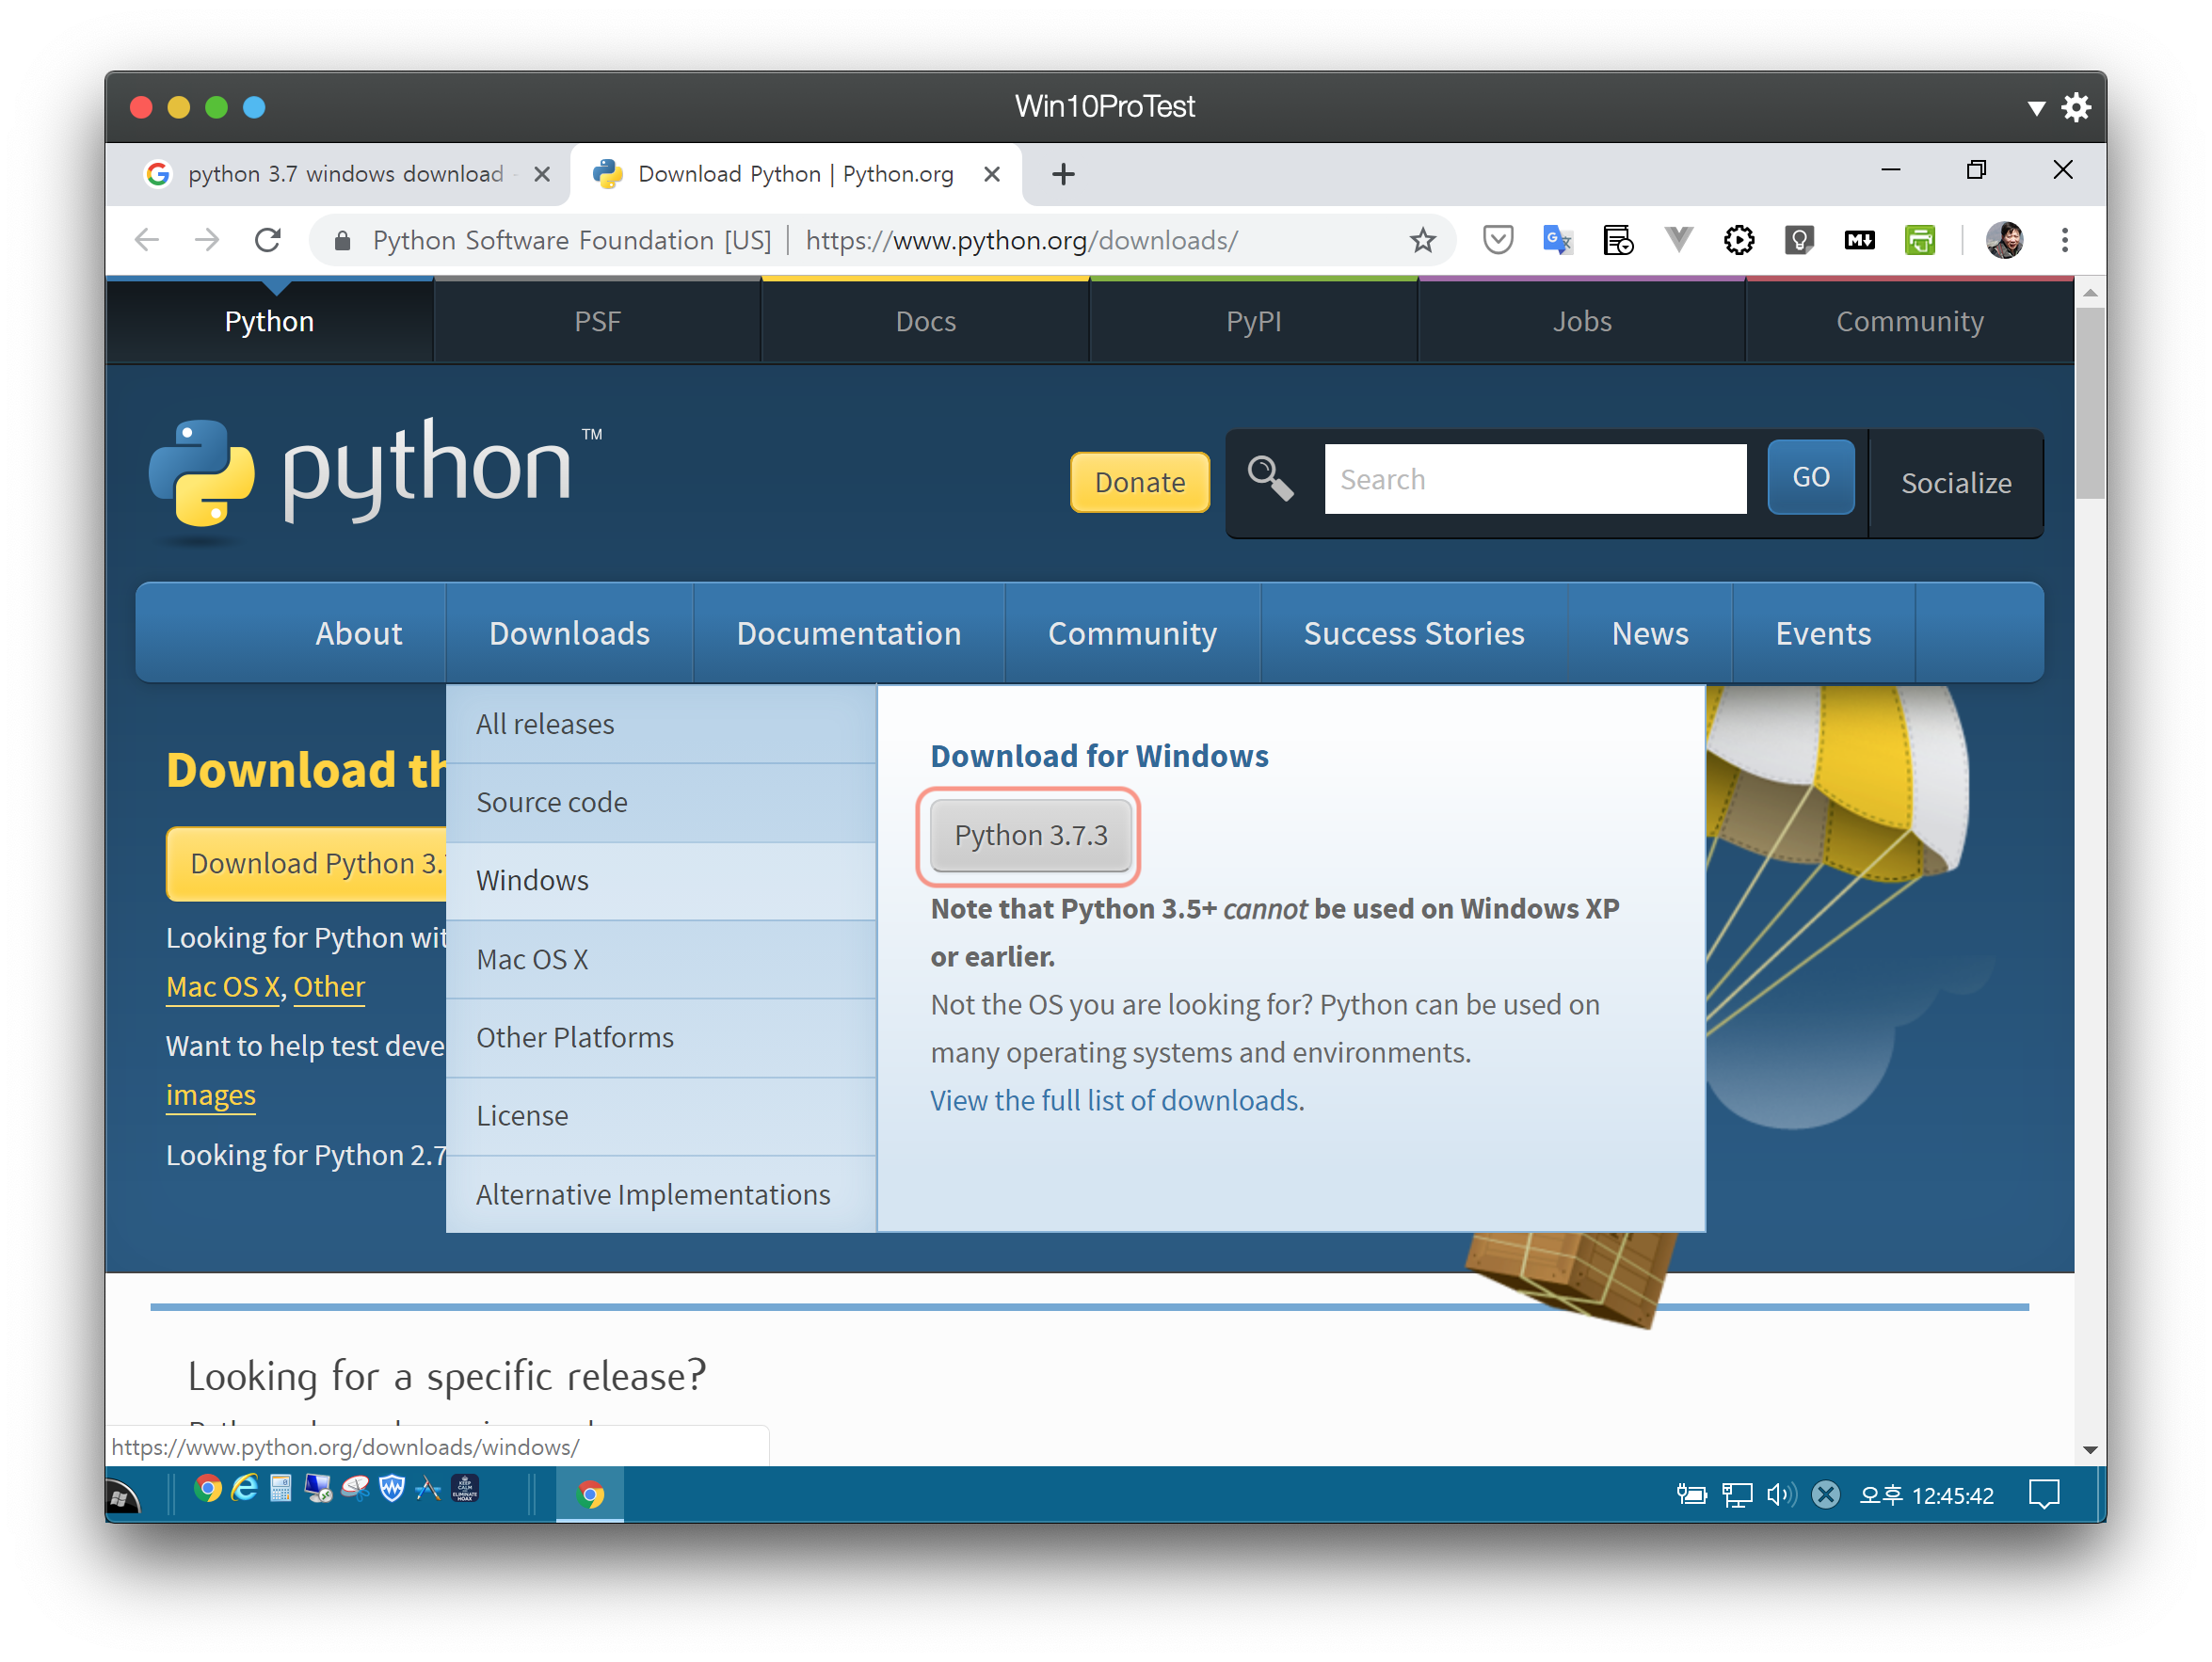 Win10ProTest
python 3.7 windows download
Download Python | Python.org
Python Software Foundation [US] | https://www.python.org/downloads/
Python PSF Docs PyPI Jobs Community
python TM
Donate Search GO Socialize
About Downloads Documentation Community Success Stories News Events
Download th
Download Python 3.
Looking for Python wit
Mac OS X, Other
Want to help test deve
images
Looking for Python 2.7
All releases
Source code
Windows
Mac OS X
Other Platforms
License
Alternative Implementations
Download for Windows
Python 3.7.3
Note that Python 3.5+ cannot be used on Windows XP
or earlier.
Not the OS you are looking for? Python can be used on
many operating systems and environments.
View the full list of downloads.
Looking for a specific release?
https://www.python.org/downloads/windows/
KEEP
CALM
ELIMINATE
HOAX
오후 12:45:42